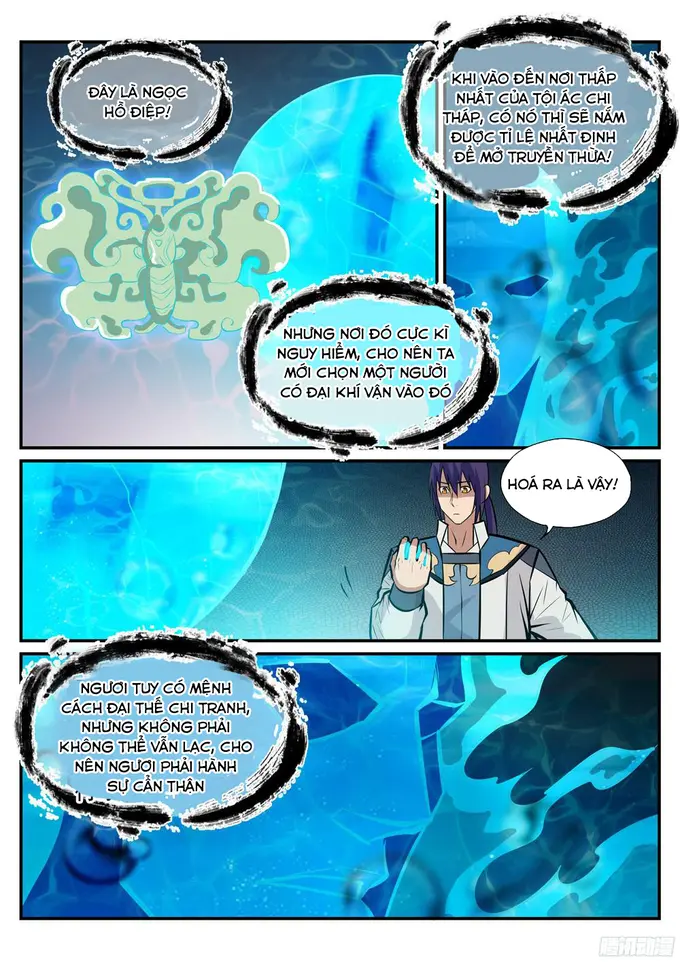 ĐÂY LÀ NGỌC
HỒ ĐIỆP!
KHI VÀO ĐẾN NƠI THẤP
NHẤT CỦA TỘI ÁC CHI
THÁP, CÓ NÓ THÌ SẼ NẮM
ĐƯỢC TỈ LỆ NHẤT ĐỊNH
ĐỂ MỞ TRUYỀN THỪA!
NHƯNG NƠI ĐÓ CỰC KÌ
NGUY HIỂM, CHO NÊN TA
MỚI CHỌN MỘT NGƯỜI
CÓ ĐẠI KHÍ VẬN VÀO ĐÓ
HOÁ RA LÀ VẬY!
NGƯƠI TUY CÓ MỆNH
CÁCH ĐẠI THẾ CHI TRANH,
NHƯNG KHÔNG PHẢI
KHÔNG THỂ VẪN LẠC, CHO
NÊN NGƯƠI PHẢI HÀNH
SỰ CẨN THẬN
腾讯动漫